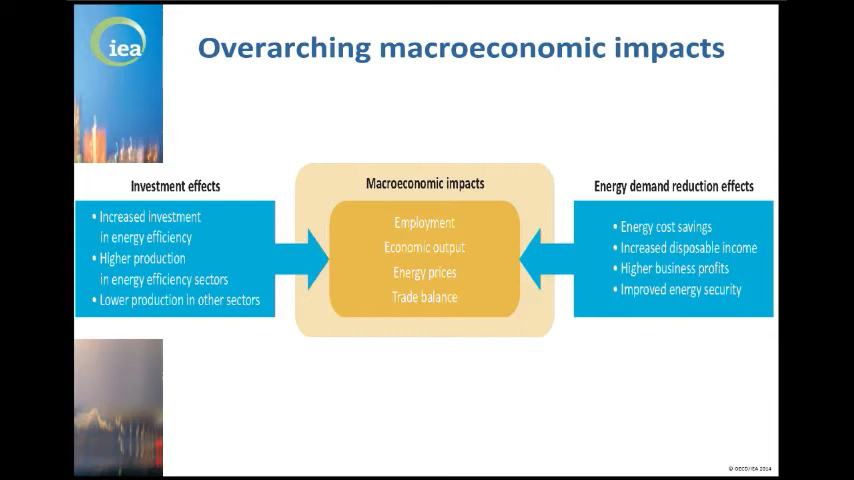 iea
Overarching macroeconomic impacts
Investment effects
• Increased investment
in energy efficiency
• Higher production
in energy efficiency sectors
• Lower production in other sectors
Macroeconomic impacts
Employment
Economic output
Energy prices
Trade balance
Energy demand reduction effects
• Energy cost savings
• Increased disposable income
• Higher business profits
• Improved energy security
© OECD/IEA 2014